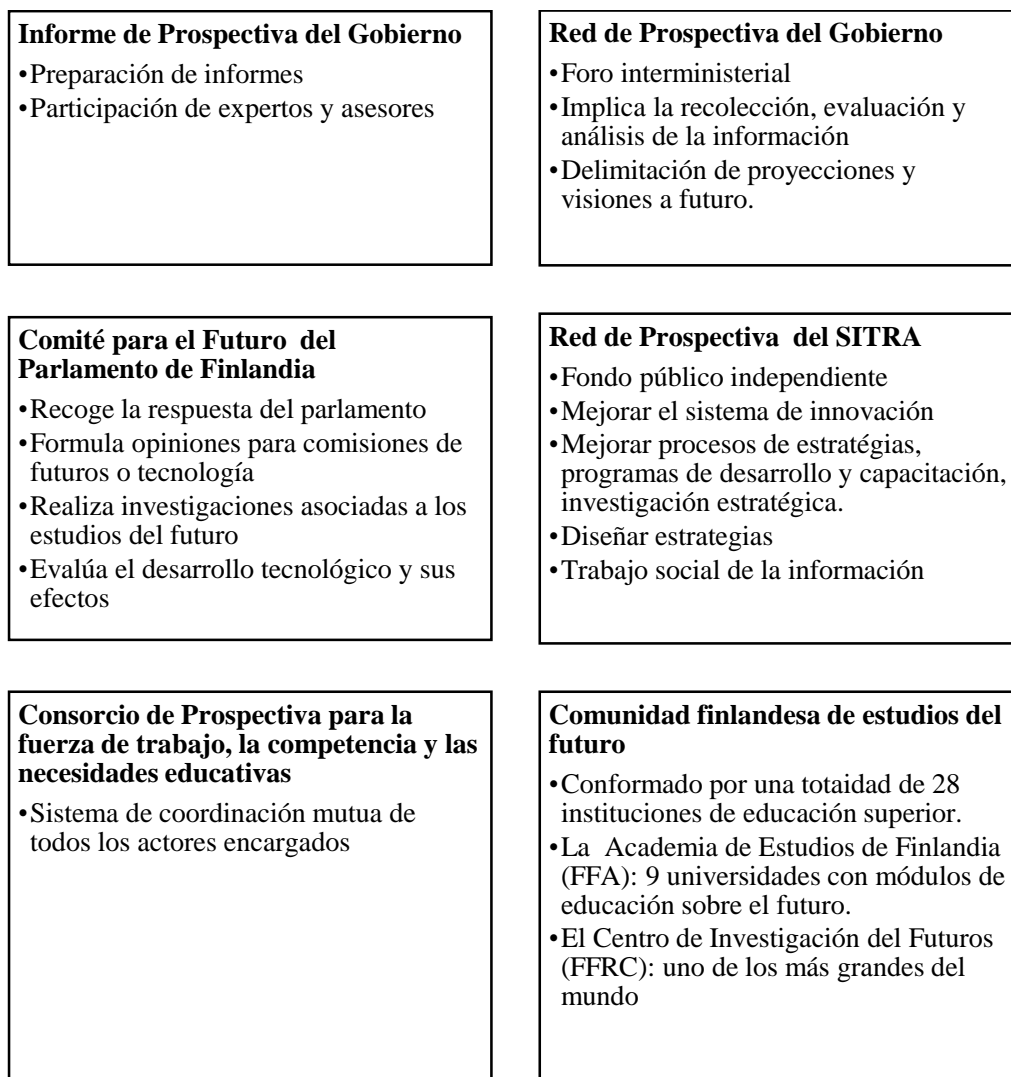 Informe de Prospectiva del Gobierno
•Preparación de informes
•Participación de expertos y asesores
Red de Prospectiva del Gobierno
•Foro interministerial
•Implica la recolección, evaluación y
análisis de la información
•Delimitación de proyecciones y
visiones a futuro.
Comité para el Futuro del
Parlamento de Finlandia
•Recoge la respuesta del parlamento
•Formula opiniones para comisiones de
futuros o tecnología
•Realiza investigaciones asociadas a los
estudios del futuro
•Evalúa el desarrollo tecnológico y sus
efectos
Red de Prospectiva del SITRA
•Fondo público independiente
•Mejorar el sistema de innovación
•Mejorar procesos de estratégias,
programas de desarrollo y capacitación,
investigación estratégica.
•Diseñar estrategias
•Trabajo social de la información
Consorcio de Prospectiva para la
fuerza de trabajo, la competencia y las
necesidades educativas
•Sistema de coordinación mutua de
todos los actores encargados
Comunidad finlandesa de estudios del
futuro
•Conformado por una totaidad de 28
instituciones de educación superior.
•La Academia de Estudios de Finlandia
(FFA): 9 universidades con módulos de
educación sobre el futuro.
•El Centro de Investigación del Futuros
(FFRC): uno de los más grandes del
mundo